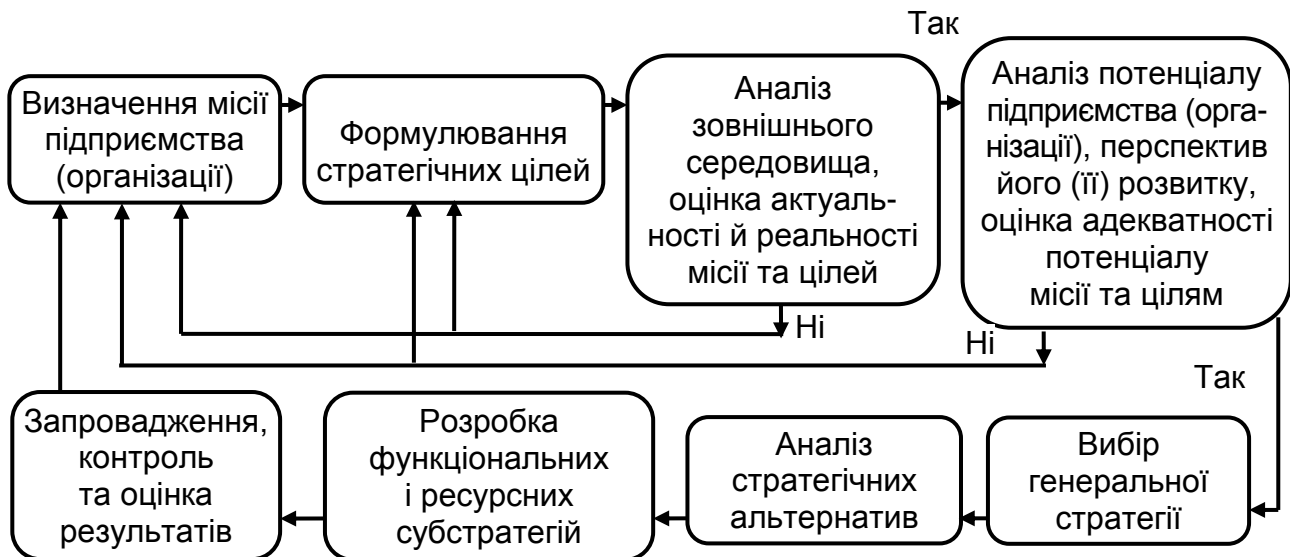 Так
Визначення місії
підприємства
(організації)
Формулювання
стратегічних цілей
Аналіз
зовнішнього
середовища,
оцінка актуаль-
ності й реальності
місії та цілей
Аналіз потенціалу
підприємства (орга-
нізації), перспектив
його (її) розвитку,
оцінка адекватності
потенціалу
місії та цілям
Ні
Ні
Так
Запровадження,
контроль
та оцінка
результатів
Розробка
функціональних
і ресурсних
субстратегій
Аналіз
стратегічних
альтернатив
Вибір
генеральної
стратегії